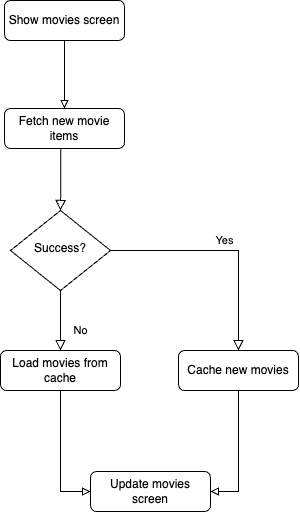 Show movies screen
Fetch new movie
items
Success?
Yes
No
Load movies from
cache
Cache new movies
Update movies
screen